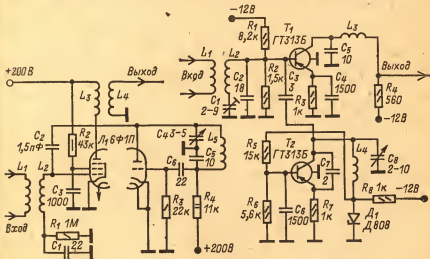 -12В
R1
8,2к
T1
ГТ313Б
L3
Выход
+200В
L3
L4
Выход
L1
L2
Вход
C1
2-9
C2
18
R2
1,5к
C3
3
R3
1к
C5
10
C4
1500
R4
560
-12В
C2
1,5пФ
R2
43к
Л1 6Ф1П
C4 3-5
C5
10
L5
L1
L2
Вход
C3
1000
R1 1М
C1 22
C6
22
R3
22к
R4
11к
+200В
R5
15к
T2
ГТ313Б
C7
2
L4
C8
2-10
R6
5,6к
C6
1500
R7
1к
R8 1к
-12В
Д1
Д808